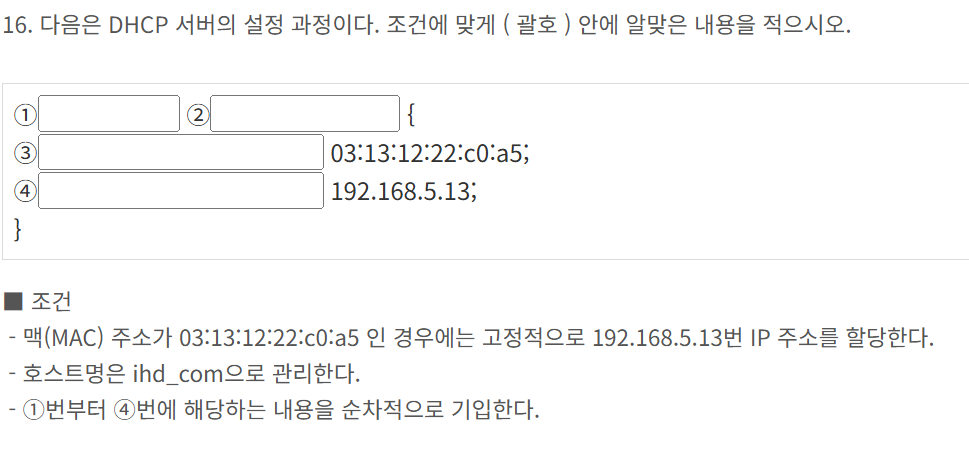 16. 다음은 DHCP 서버의 설정 과정이다. 조건에 맞게 ( 괄호 ) 안에 알맞은 내용을 적으시오.
① ② {
③ 03:13:12:22:c0:a5;
④ 192.168.5.13;
}
■ 조건
- 맥(MAC) 주소가 03:13:12:22:c0:a5 인 경우에는 고정적으로 192.168.5.13번 IP 주소를 할당한다.
- 호스트명은 ihd_com으로 관리한다.
- ①번부터 ④번에 해당하는 내용을 순차적으로 기입한다.